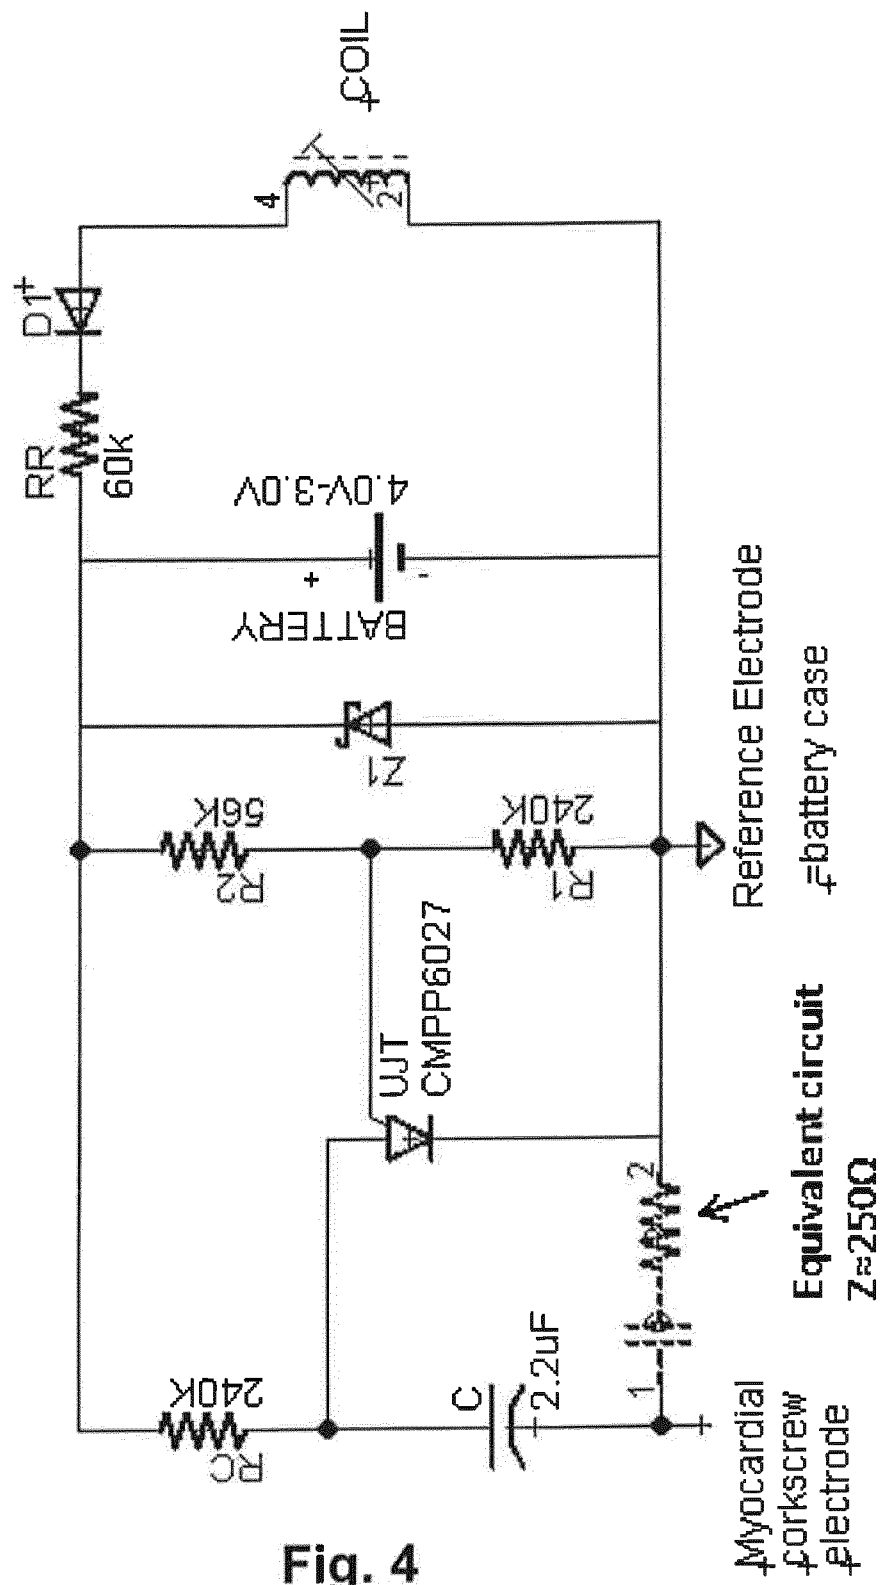 COIL
4
2
D1
RR
60k
4.0V-3.0V
+
-
BATTERY
Z1
56K
R2
240K
R1
UJT
CMPP6027
Reference Electrode
=battery case
240K
RC
C
2.2uF
1
2
Equivalent circuit
Z≈250Ω
Myocardial
corkscrew
electrode
Fig. 4